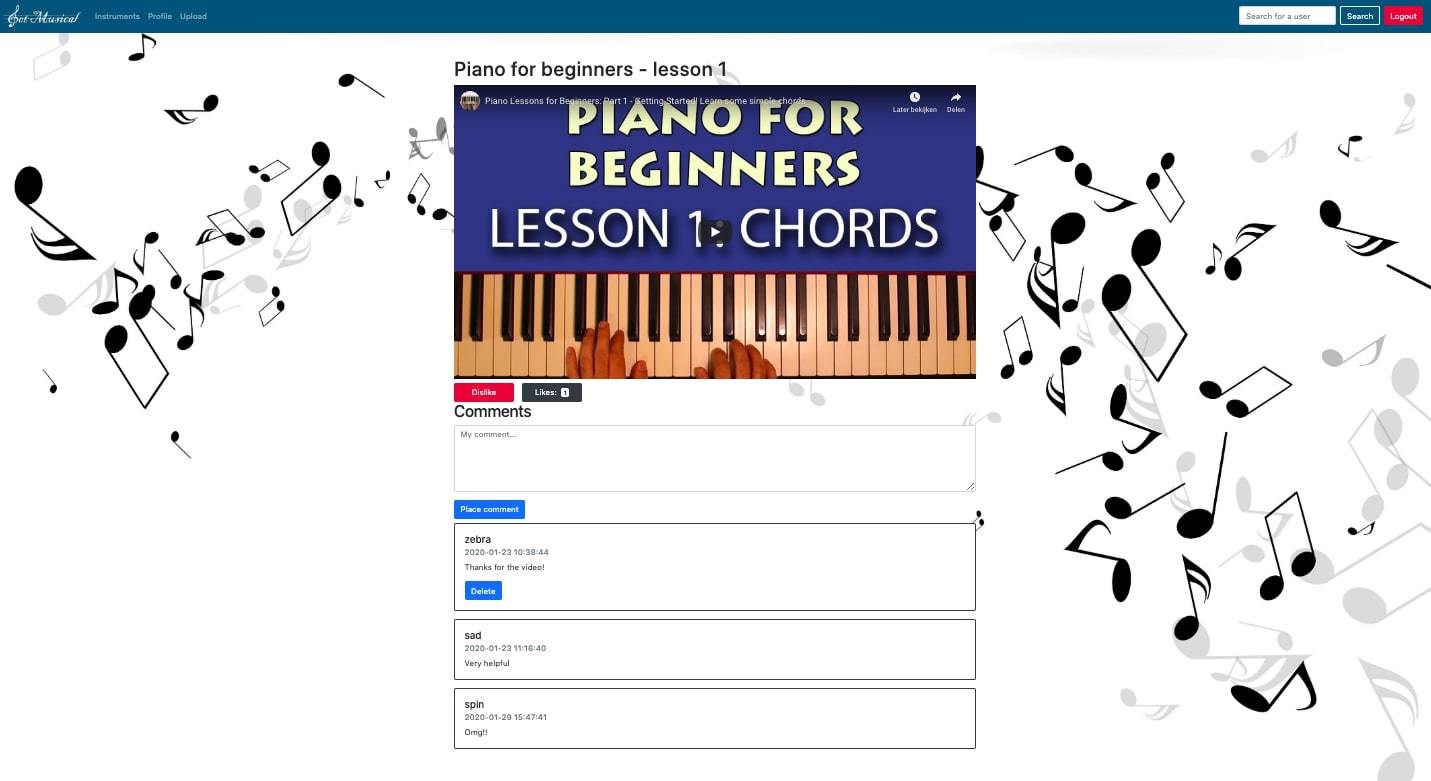 Get Musical
Instruments Profile Upload
Search for a user
Search
Logout
Piano for beginners - lesson 1
Piano Lessons for Beginners: Part 1 - Getting Started! Learn some simple chords
Later bekijken
Delen
PIANO FOR
BEGINNERS
LESSON 1: CHORDS
Dislike
Likes: 1
Comments
My comment...
Place comment
zebra
2020-01-23 10:38:44
Thanks for the video!
Delete
sad
2020-01-23 11:16:40
Very helpful
spin
2020-01-29 15:47:41
Omg!!